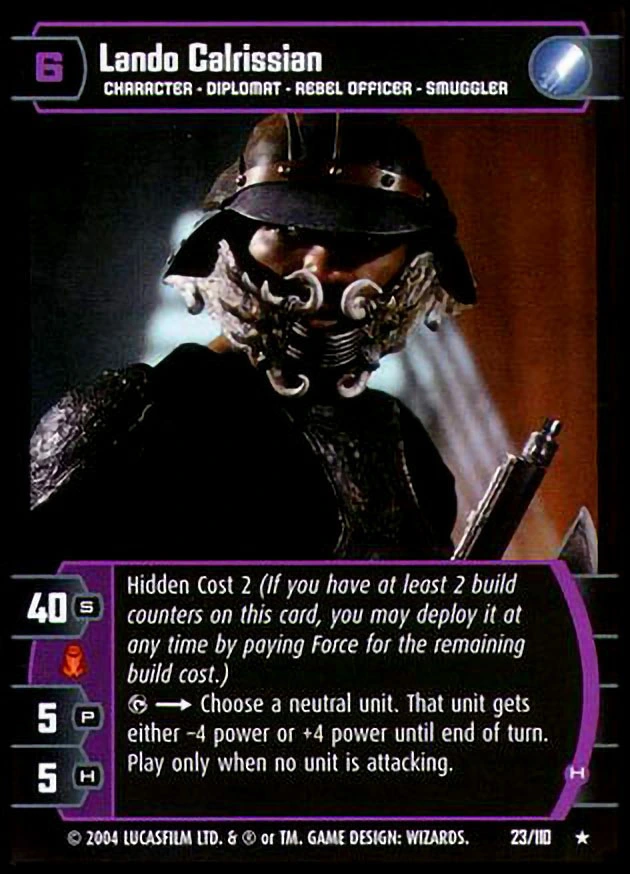 6
Lando Calrissian
CHARACTER - DIPLOMAT - REBEL OFFICER - SMUGGLER
40 S
5 P
5 H
Hidden Cost 2 (If you have at least 2 build
counters on this card, you may deploy it at
any time by paying Force for the remaining
build cost.)
→ Choose a neutral unit. That unit gets
either –4 power or +4 power until end of turn.
Play only when no unit is attacking.
H
© 2004 LUCASFILM LTD. & ® or TM. GAME DESIGN: WIZARDS. 23/110 ★